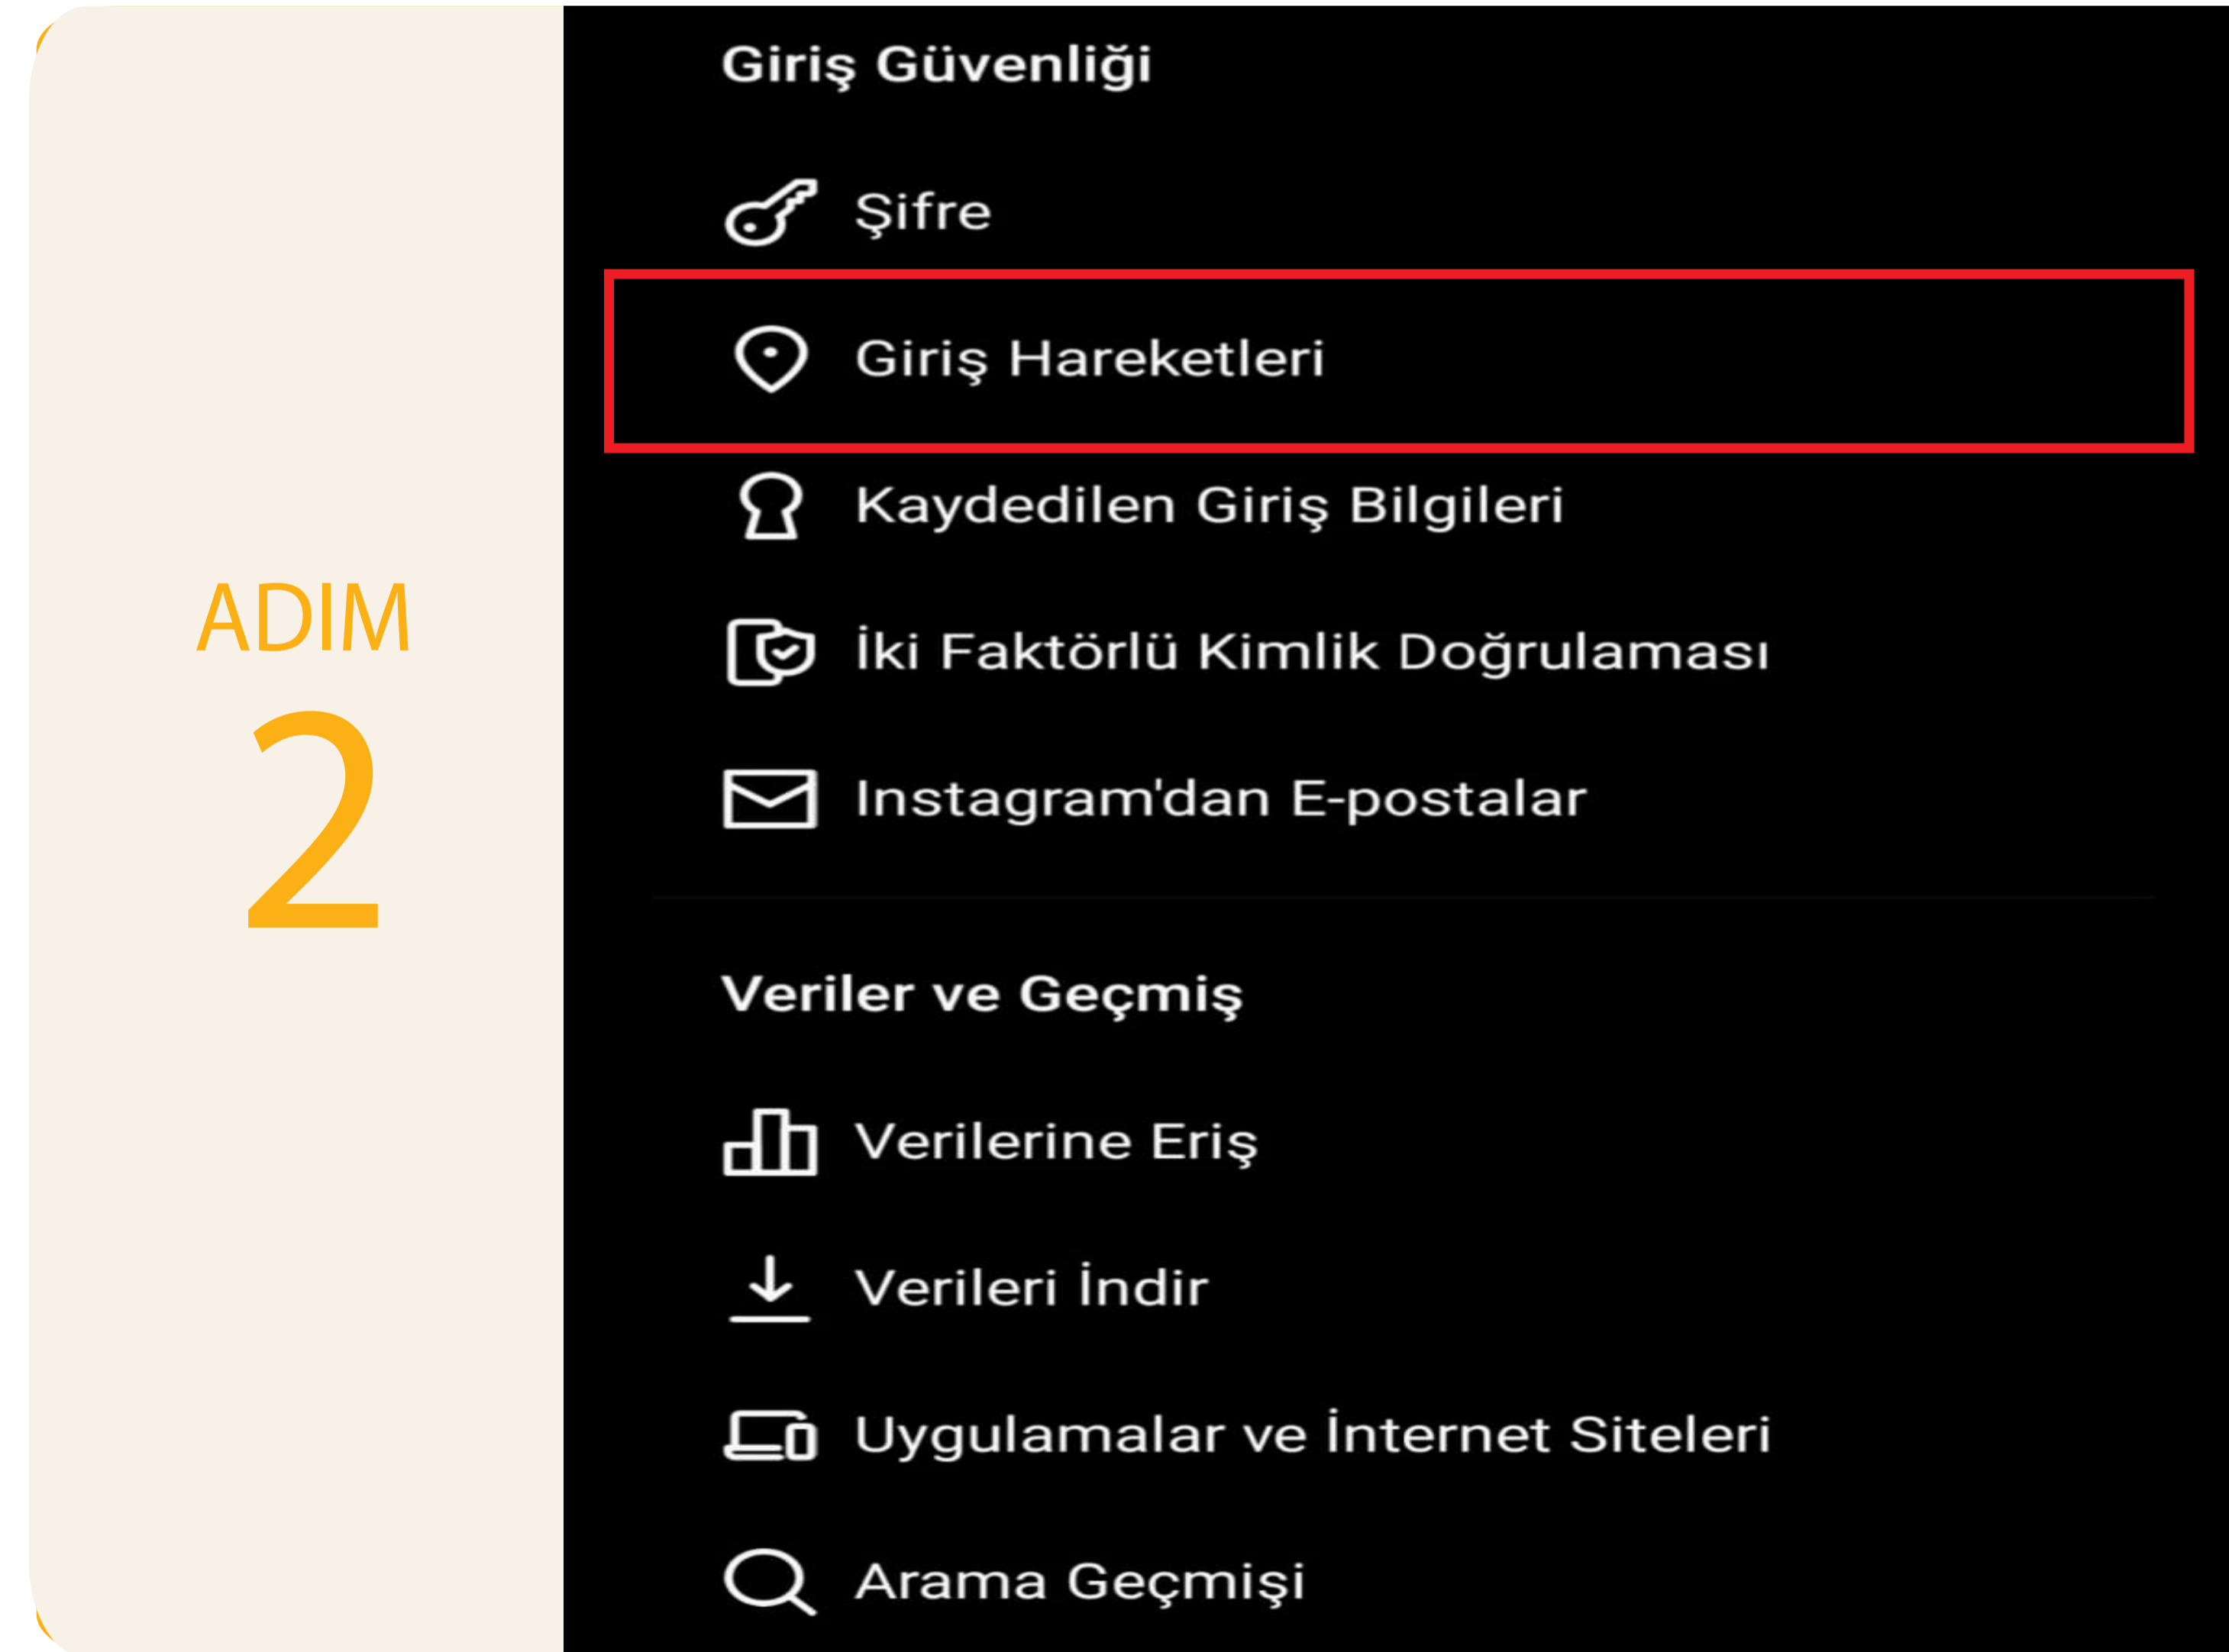 ADIM
2
Giriş Güvenliği
Şifre
Giriş Hareketleri
Kaydedilen Giriş Bilgileri
İki Faktörlü Kimlik Doğrulaması
Instagram'dan E-postalar
Veriler ve Geçmiş
Verilerine Eriş
Verileri İndir
Uygulamalar ve İnternet Siteleri
Arama Geçmişi